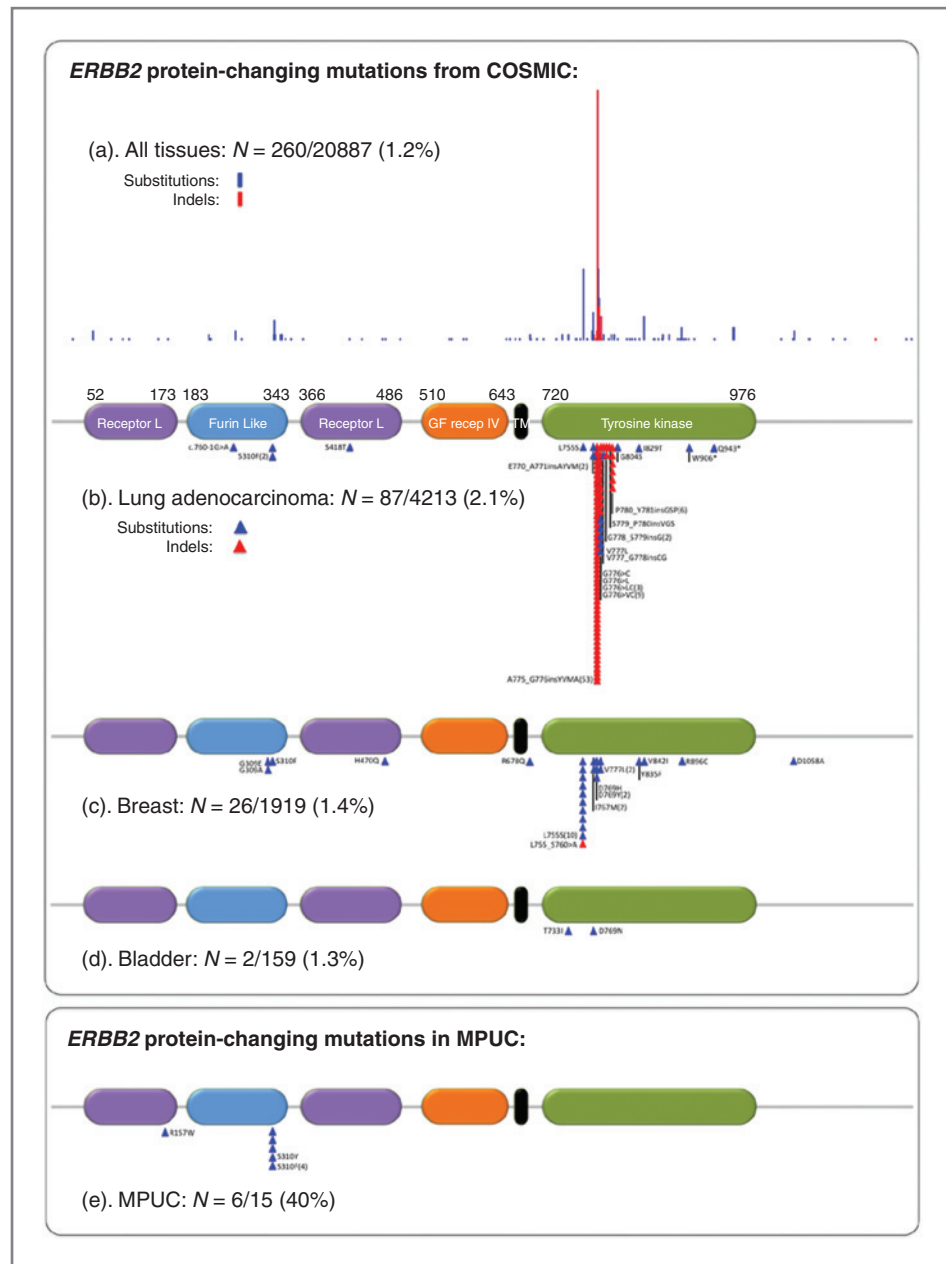 ERBB2 protein-changing mutations from COSMIC:
(a). All tissues: N = 260/20887 (1.2%)
Substitutions:
Indels:
52 173 183 343 366 486 510 643 720 976
Receptor L Furin Like Receptor L GF recep IV TM Tyrosine kinase
c.760-1G>A S418T L755S I829T Q943*
S310F(2) G804S W906*
E770_A771insAYVM(2)
(b). Lung adenocarcinoma: N = 87/4213 (2.1%)
Substitutions:
Indels:
P780_Y781insGSP(6)
S779_P780insVGS
G778_S779insG(2)
V777L
V777_G778insCG
G776>C
G776>L
G776>LC(3)
G776>VC(9)
A775_G776insYVMA(53)
G309E S310F H470Q R678Q V777L(2) V842I R896C D1058A
G309A Y835F
D769H
D769Y(2)
I767M(2)
(c). Breast: N = 26/1919 (1.4%)
L755S(10)
L755_S760>A
T733I D769N
(d). Bladder: N = 2/159 (1.3%)
ERBB2 protein-changing mutations in MPUC:
R157W
S310Y
S310F(4)
(e). MPUC: N = 6/15 (40%)